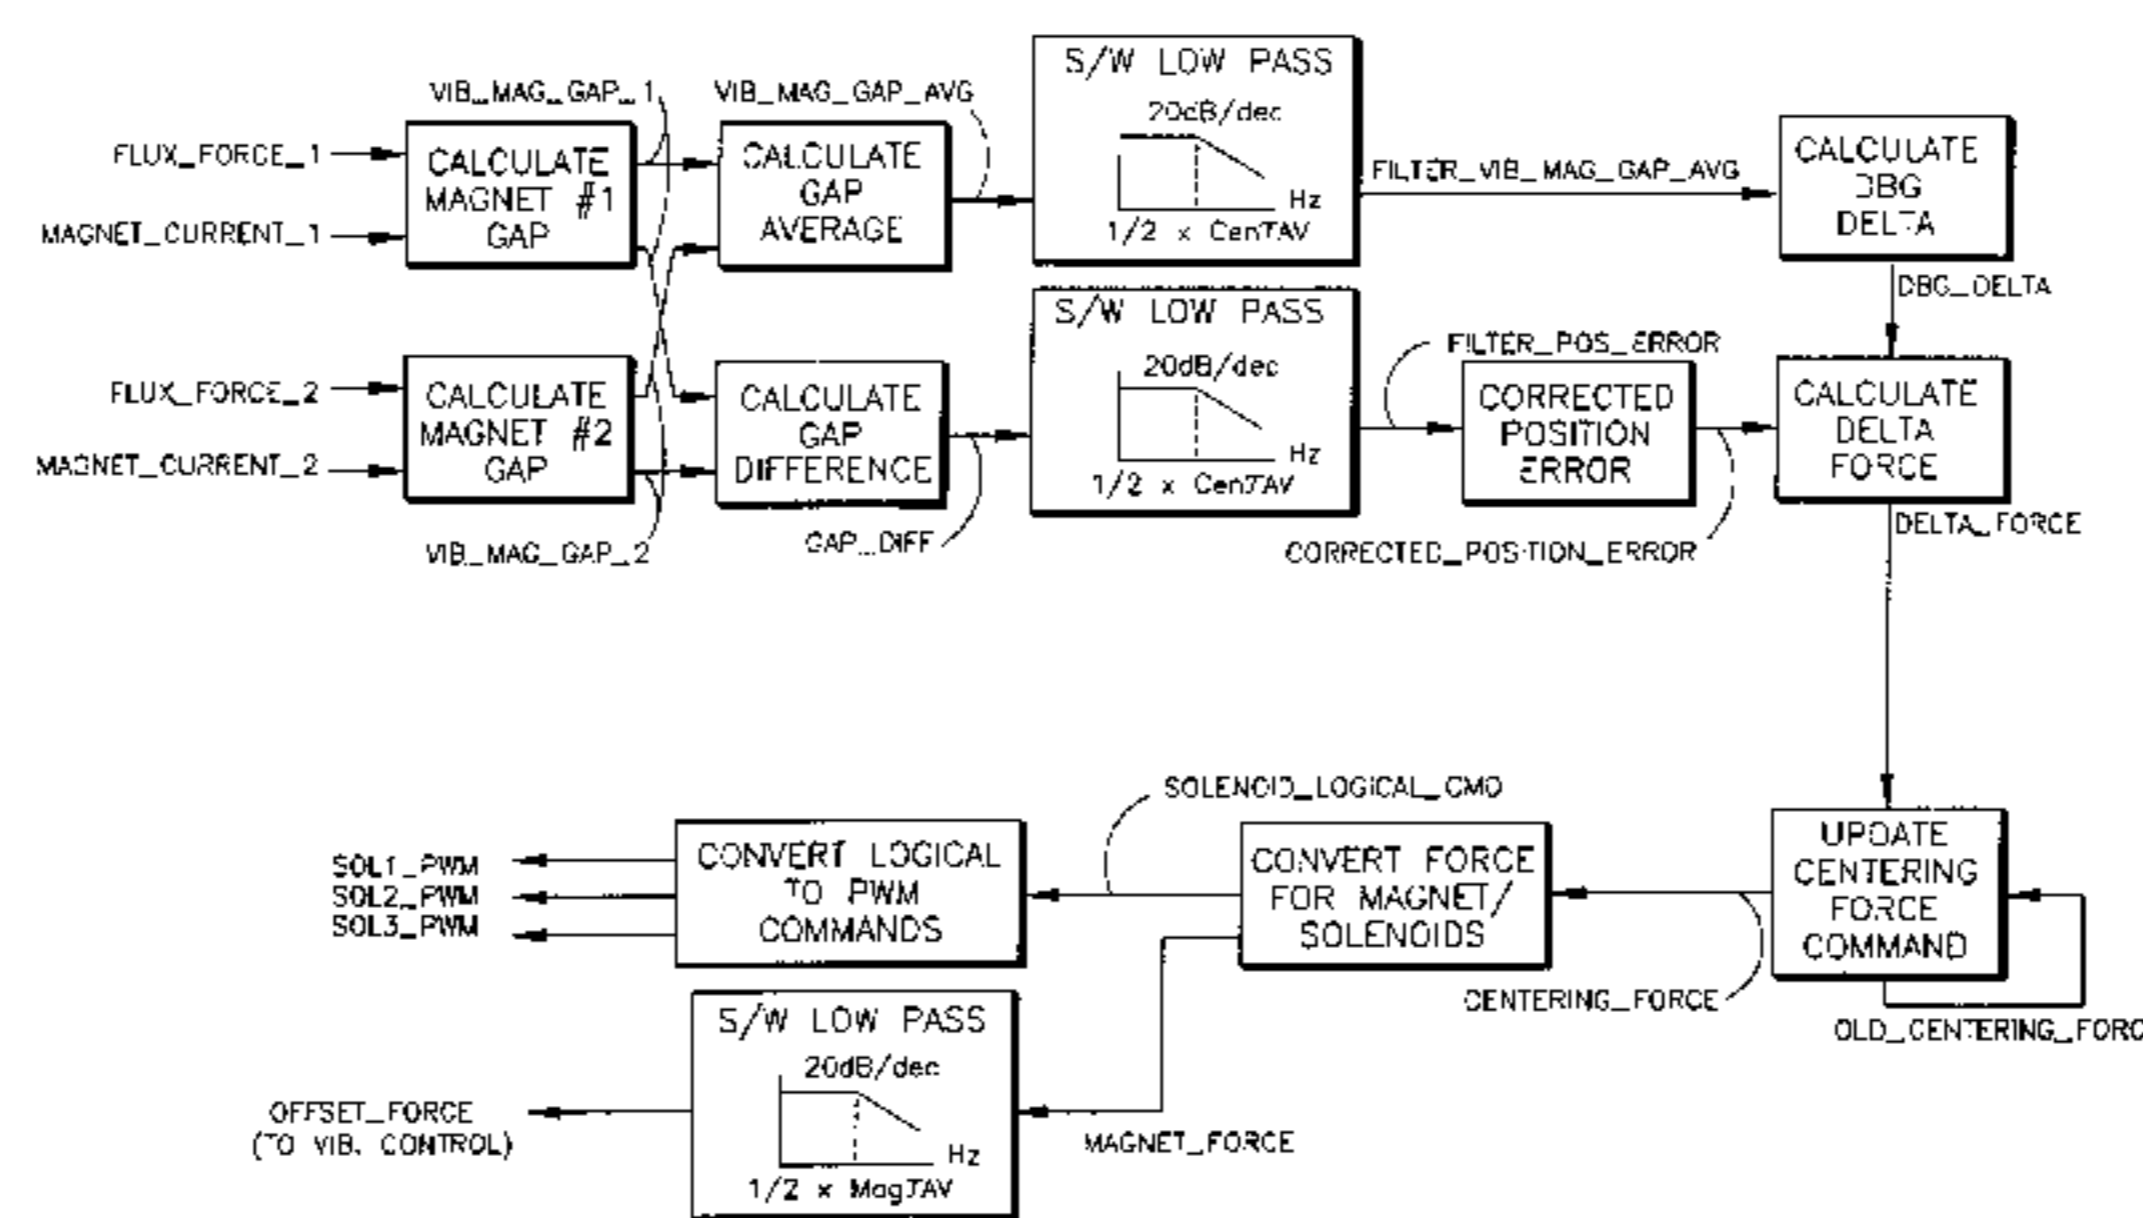 VIB_MAG_GAP_1
VIB_MAG_GAP_AVG
FLUX_FORCE_1
MAGNET_CURRENT_1
CALCULATE
MAGNET #1
GAP
CALCULATE
GAP
AVERAGE
S/W LOW PASS
20dB/dec
Hz
1/2 x CenTAV
FILTER_VIB_MAG_GAP_AVG
CALCULATE
DBG
DELTA
DBG_DELTA
FLUX_FORCE_2
MAGNET_CURRENT_2
CALCULATE
MAGNET #2
GAP
VIB_MAG_GAP_2
CALCULATE
GAP
DIFFERENCE
GAP_DIFF
S/W LOW PASS
20dB/dec
Hz
1/2 x CenTAV
FILTER_POS_ERROR
CORRECTED
POSITION
ERROR
CORRECTED_POSITION_ERROR
CALCULATE
DELTA
FORCE
DELTA_FORCE
SOLENOID_LOGICAL_CMD
SOL1_PWM
SOL2_PWM
SOL3_PWM
CONVERT LOGICAL
TO PWM
COMMANDS
CONVERT FORCE
FOR MAGNET/
SOLENOIDS
UPDATE
CENTERING
FORCE
COMMAND
CENTERING_FORCE
OLD_CENTERING_FORC
S/W LOW PASS
20dB/dec
Hz
1/2 x MagTAV
OFFSET_FORCE
(TO VIB. CONTROL)
MAGNET_FORCE